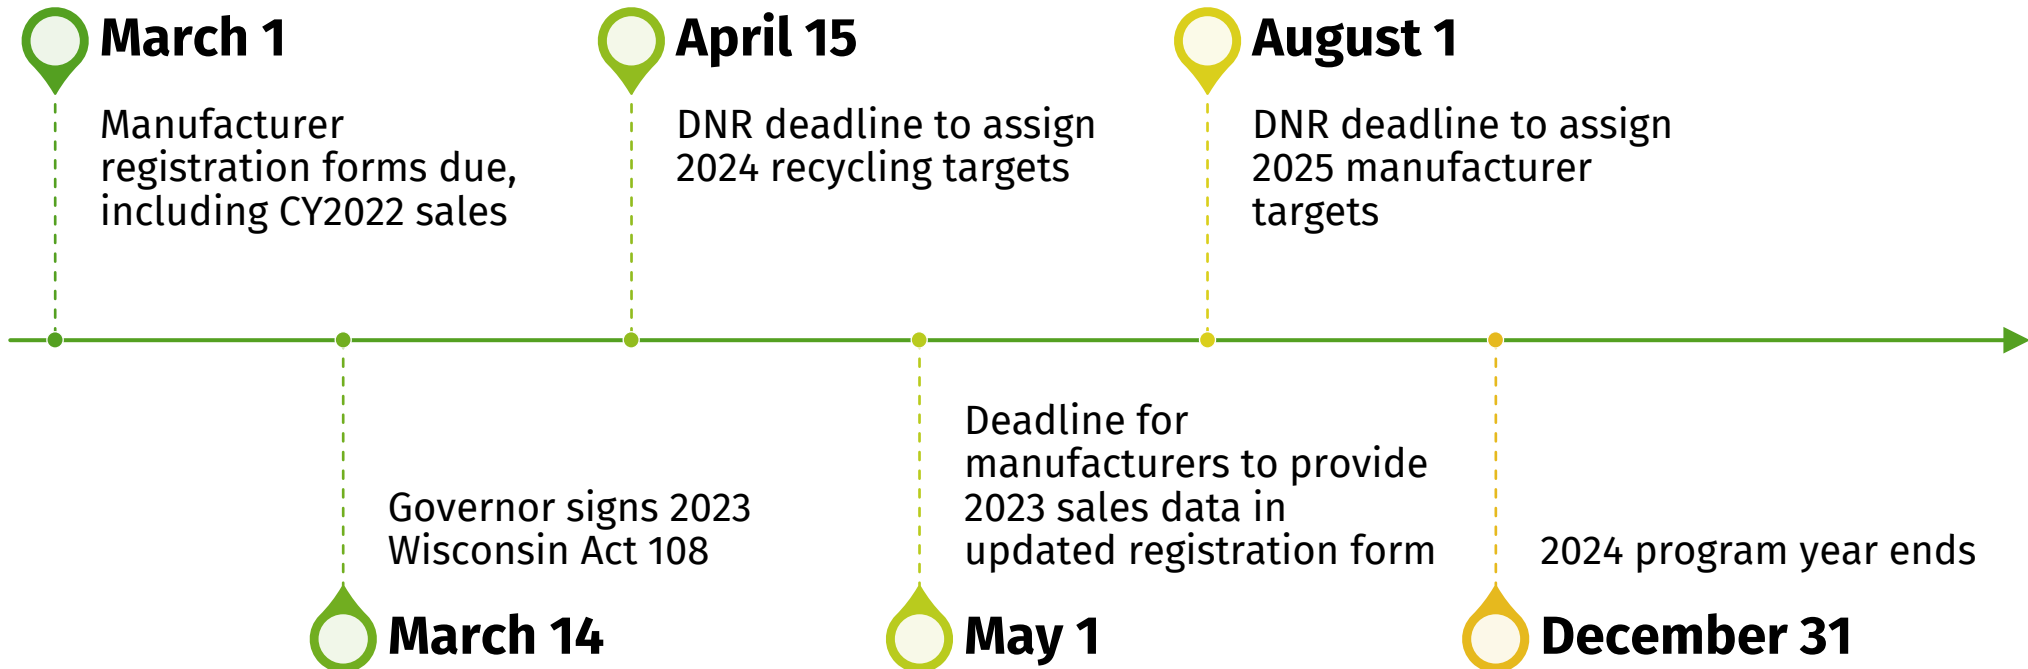 March 1
Manufacturer
registration forms due,
including CY2022 sales
April 15
DNR deadline to assign
2024 recycling targets
August 1
DNR deadline to assign
2025 manufacturer
targets
Governor signs 2023
Wisconsin Act 108
March 14
Deadline for
manufacturers to provide
2023 sales data in
updated registration form
May 1
2024 program year ends
December 31